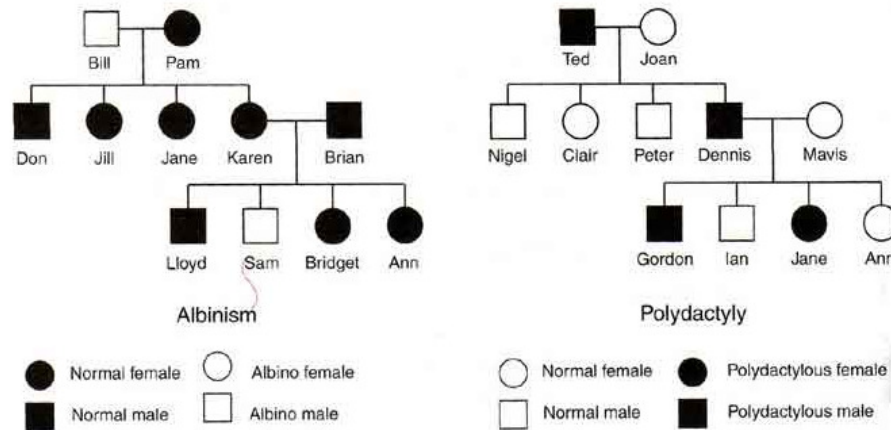 Bill Pam
Don Jill Jane Karen Brian
Lloyd Sam Bridget Ann
Albinism
Normal female Albino female
Normal male Albino male
Ted Joan
Nigel Clair Peter Dennis Mavis
Gordon Ian Jane Ann
Polydactyly
Normal female Polydactylous female
Normal male Polydactylous male